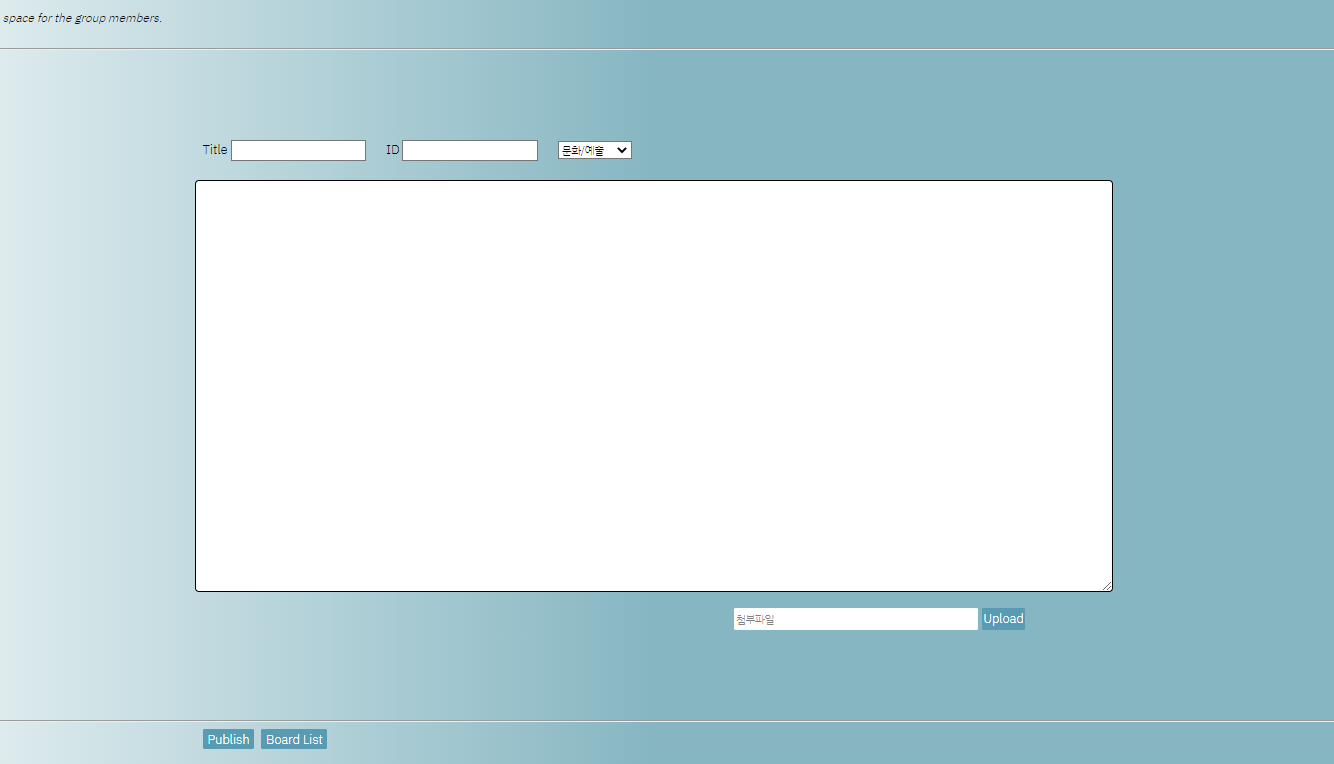 space for the group members.
Title ID 문화/예술
첨부파일 Upload
Publish Board List